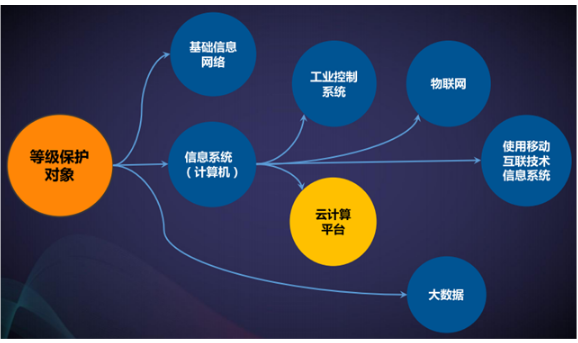 基础信息
网络
工业控制
系统
物联网
等级保护
对象
信息系统
（计算机）
使用移动
互联技术
信息系统
云计算
平台
大数据